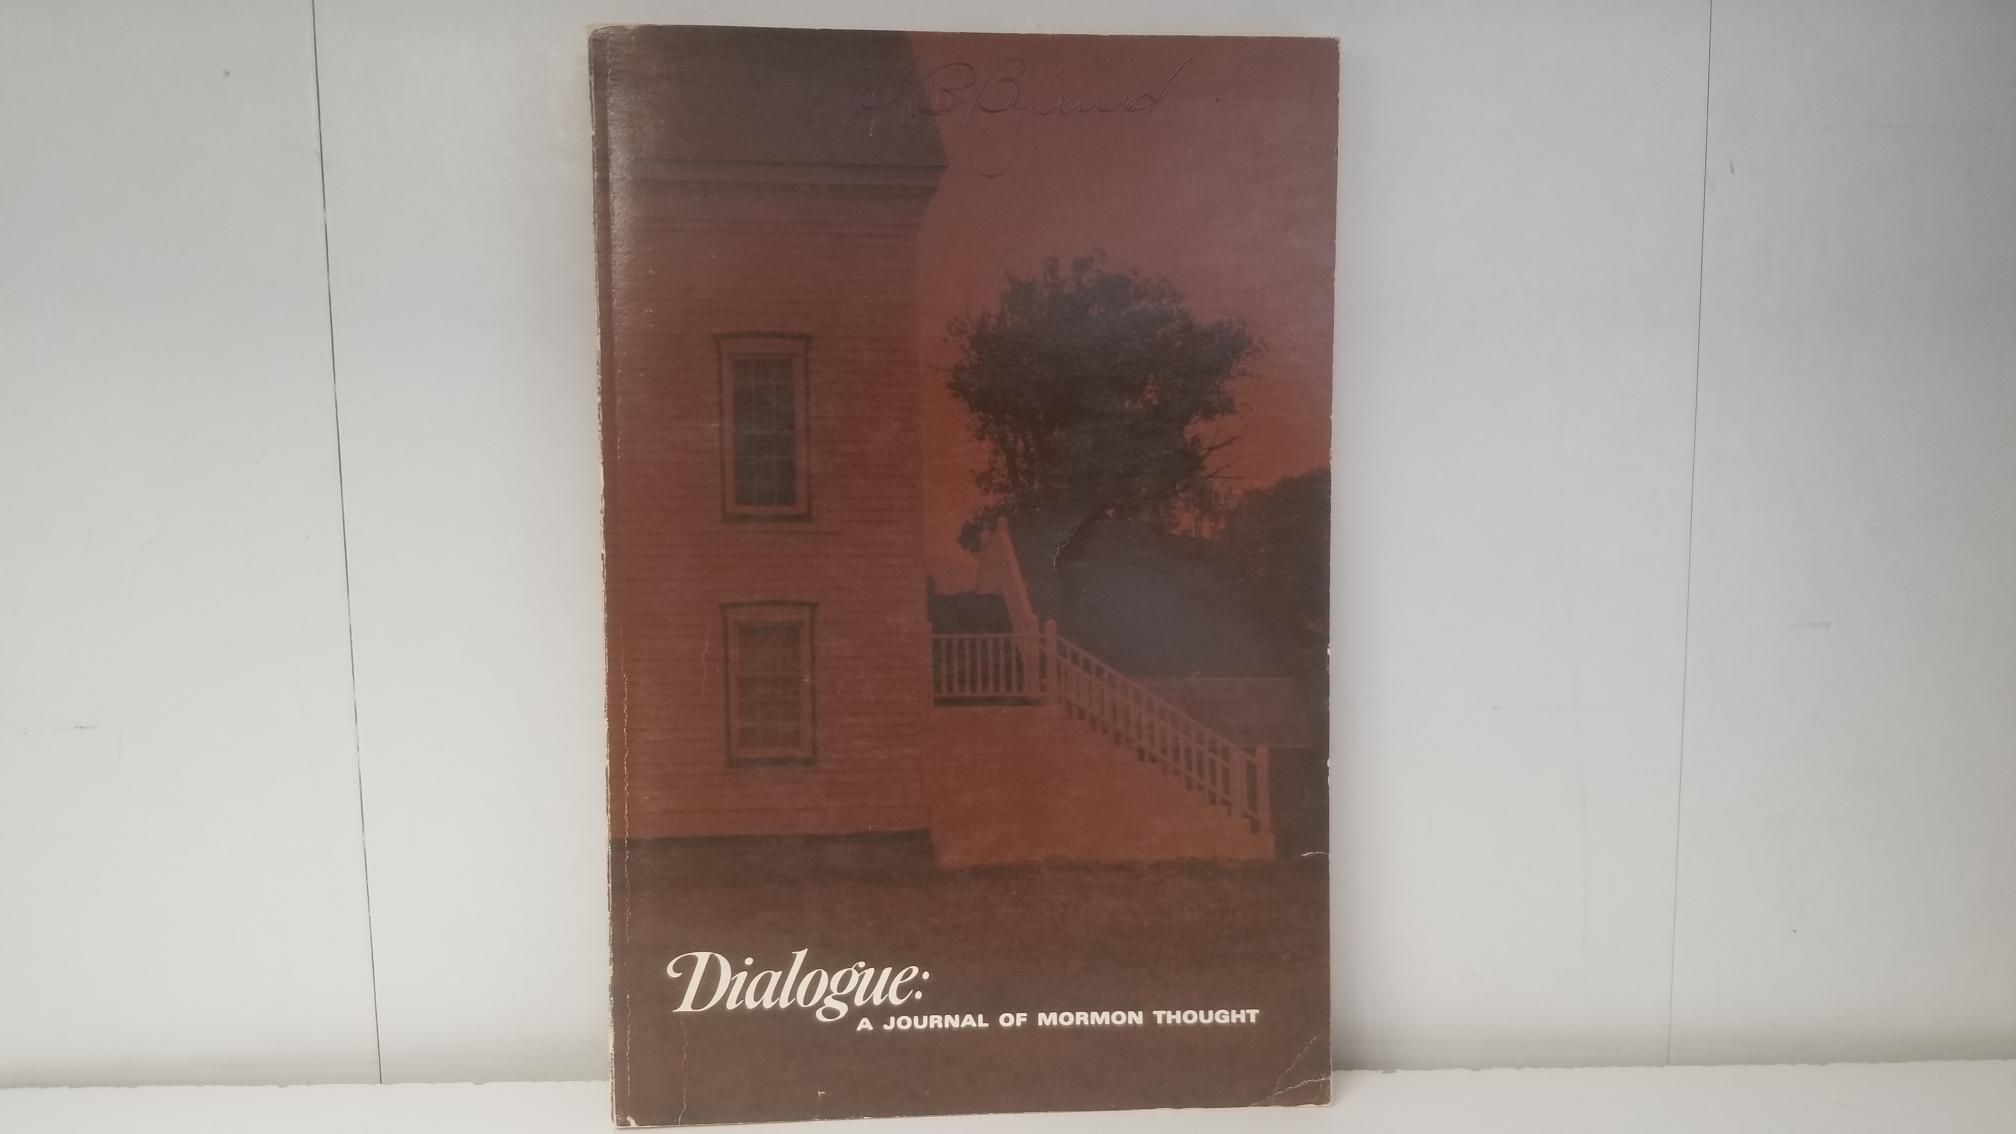 Dialogue:
A JOURNAL OF MORMON THOUGHT